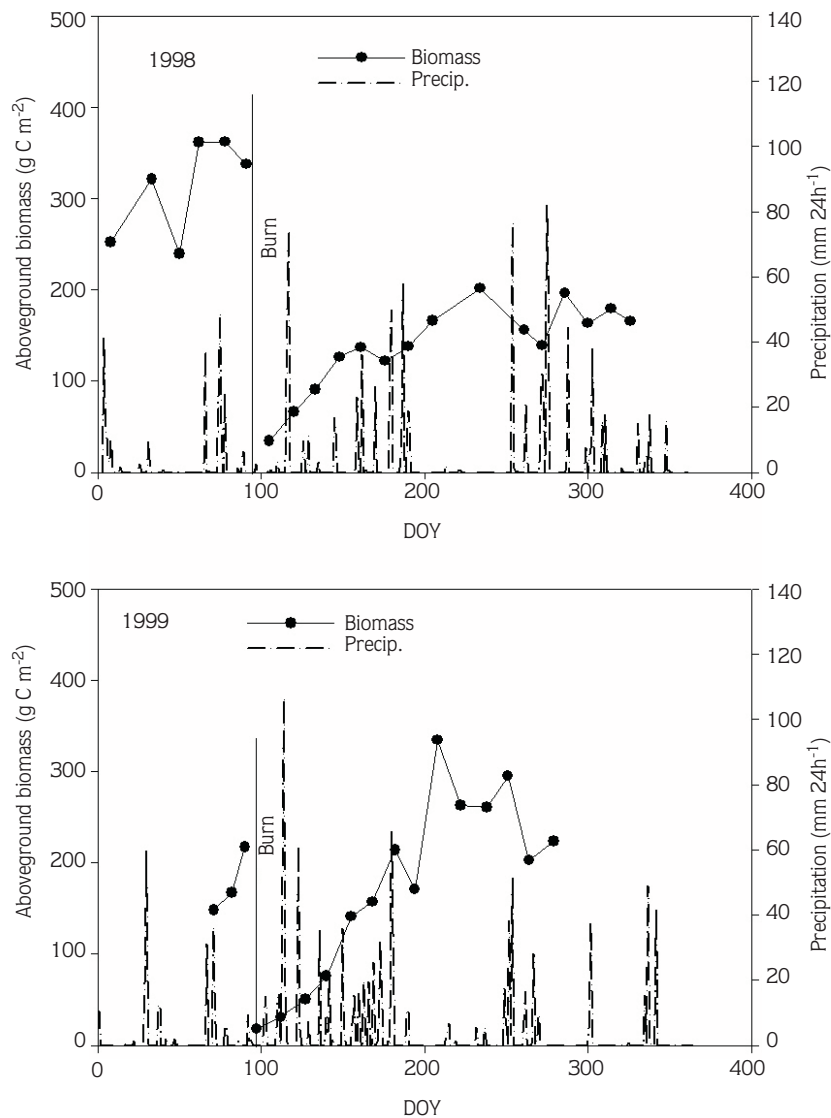 500
400
300
200
100
0
Aboveground biomass (g C m-2)
1998
Biomass
Precip.
Burn
140
120
100
80
60
40
20
0
Precipitation (mm 24h-1)
0 100 200 300 400
DOY
500
400
300
200
100
0
Aboveground biomass (g C m-2)
1999
Biomass
Precip.
Burn
140
120
100
80
60
40
20
0
Precipitation (mm 24h-1)
0 100 200 300 400
DOY